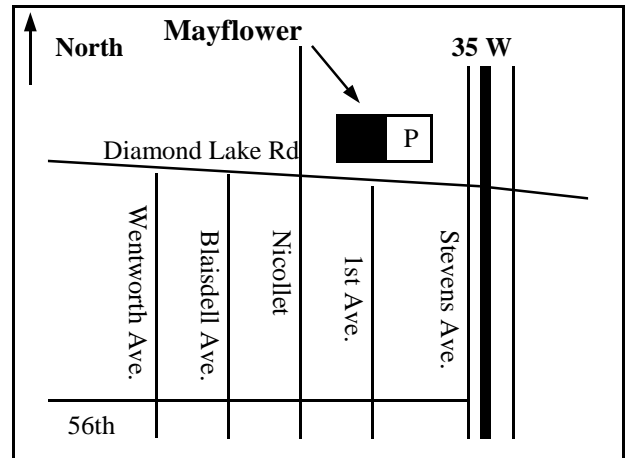 Mayflower
North
35 W
P
Diamond Lake Rd
Wentworth Ave.
Blaisdell Ave.
Nicollet
1st Ave.
Stevens Ave.
56th